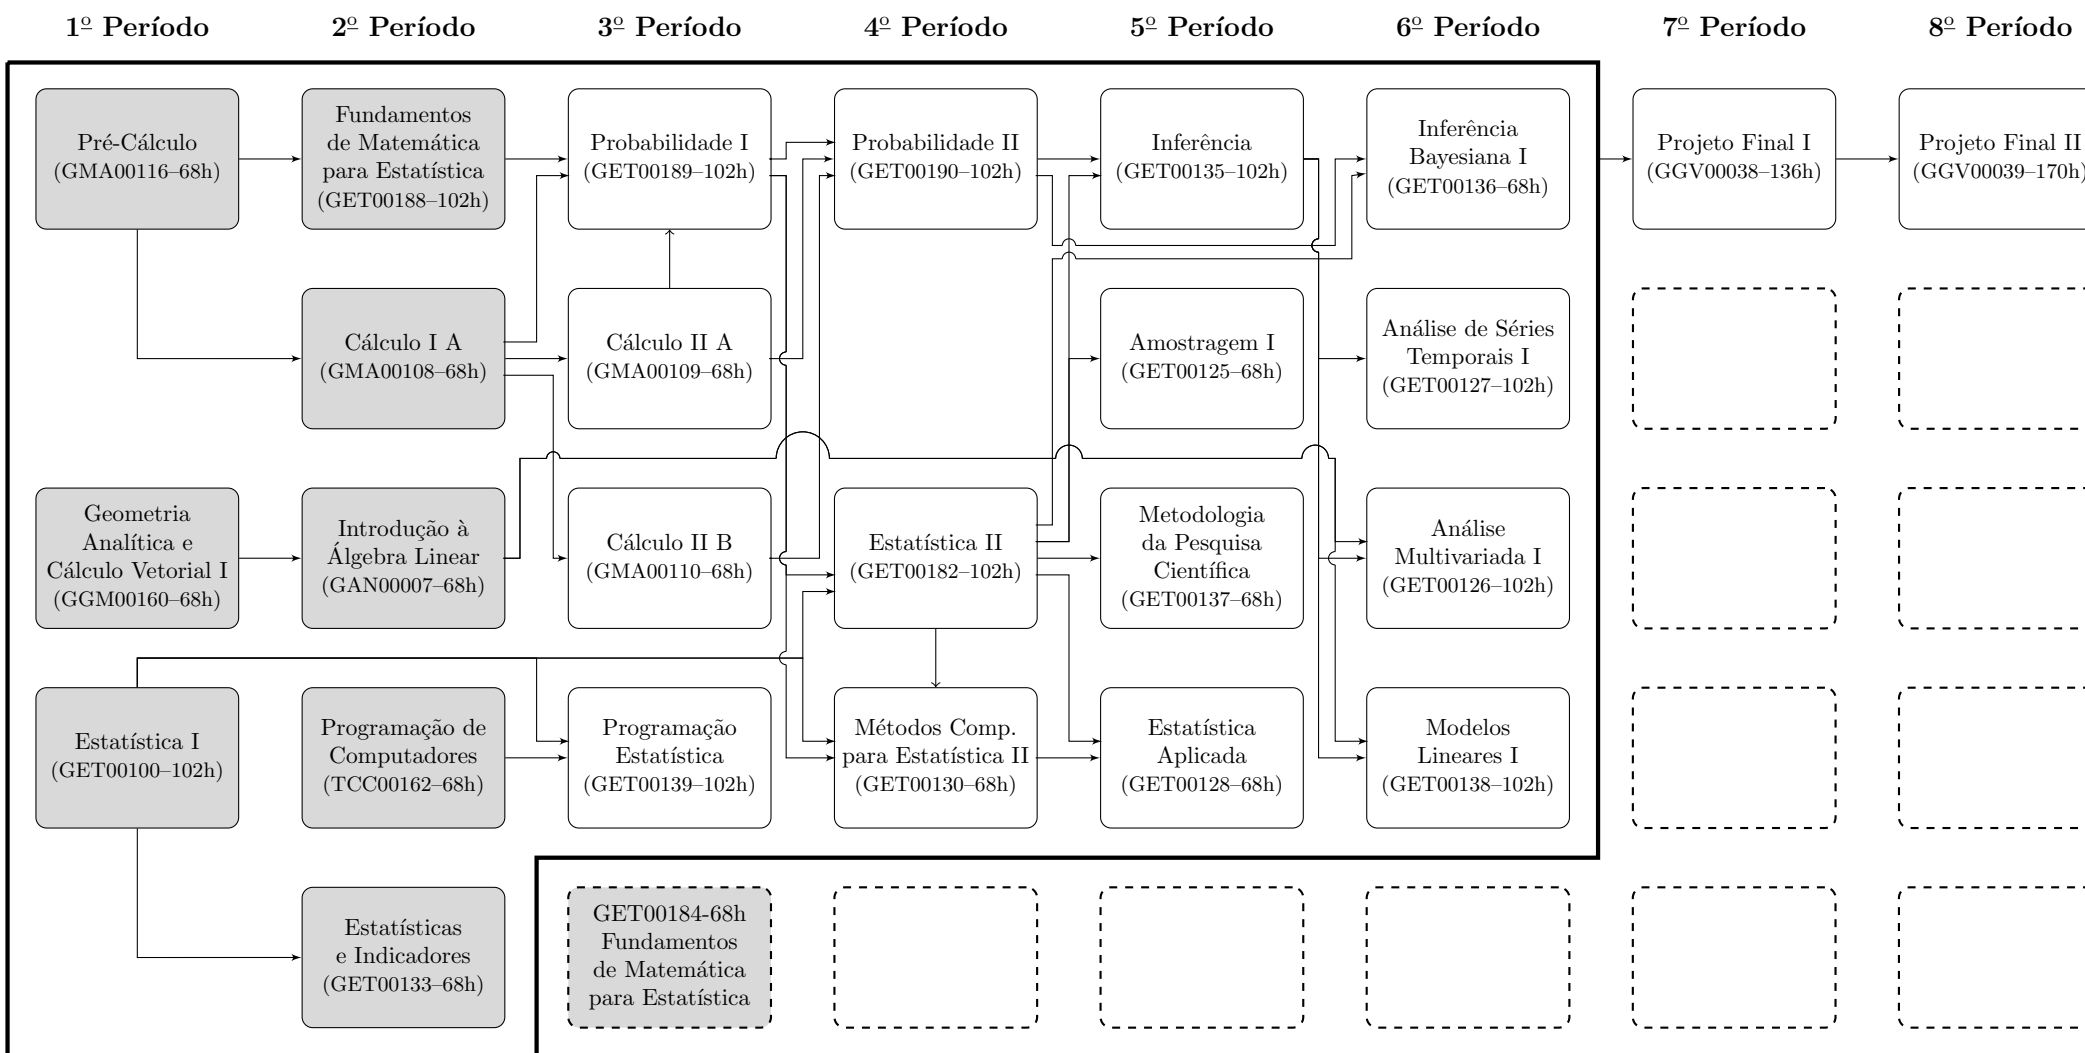 1º Período
2º Período
3º Período
4º Período
5º Período
6º Período
7º Período
8º Período
Pré-Cálculo
(GMA00116–68h)
Fundamentos
de Matemática
para Estatística
(GET00188–102h)
Probabilidade I
(GET00189–102h)
Probabilidade II
(GET00190–102h)
Inferência
(GET00135–102h)
Inferência
Bayesiana I
(GET00136–68h)
Projeto Final I
(GGV00038–136h)
Projeto Final II
(GGV00039–170h)
Cálculo I A
(GMA00108–68h)
Cálculo II A
(GMA00109–68h)
Amostragem I
(GET00125–68h)
Análise de Séries
Temporais I
(GET00127–102h)
Geometria
Analítica e
Cálculo Vetorial I
(GGM00160–68h)
Introdução à
Álgebra Linear
(GAN00007–68h)
Cálculo II B
(GMA00110–68h)
Estatística II
(GET00182–102h)
Metodologia
da Pesquisa
Científica
(GET00137–68h)
Análise
Multivariada I
(GET00126–102h)
Estatística I
(GET00100–102h)
Programação de
Computadores
(TCC00162–68h)
Programação
Estatística
(GET00139–102h)
Métodos Comp.
para Estatística II
(GET00130–68h)
Estatística
Aplicada
(GET00128–68h)
Modelos
Lineares I
(GET00138–102h)
Estatísticas
e Indicadores
(GET00133–68h)
GET00184-68h
Fundamentos
de Matemática
para Estatística